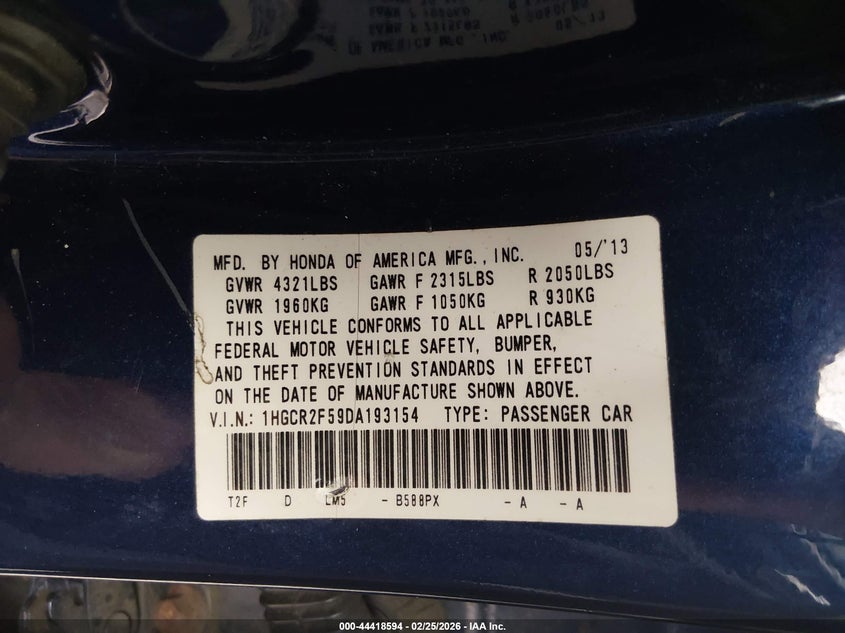 MFD. BY HONDA OF AMERICA MFG., INC. 05/'13
GVWR 4321LBS GAWR F 2315LBS R 2050LBS
GVWR 1960KG GAWR F 1050KG R 930KG
THIS VEHICLE CONFORMS TO ALL APPLICABLE
FEDERAL MOTOR VEHICLE SAFETY, BUMPER,
AND THEFT PREVENTION STANDARDS IN EFFECT
ON THE DATE OF MANUFACTURE SHOWN ABOVE.
V.I.N.: 1HGCR2F59DA193154 TYPE: PASSENGER CAR
T2F D LM5 - B588PX - A - A
000-44418594 - 02/25/2026 - IAA Inc.